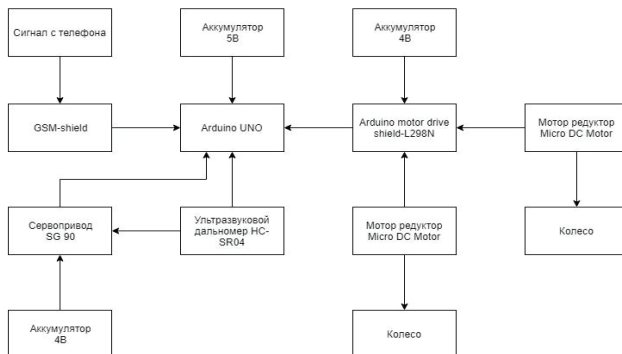 Сигнал с телефона
Аккумулятор
5В
Аккумулятор
4В
GSM-shield
Arduino UNO
Arduino motor drive
shield-L298N
Мотор редуктор
Micro DC Motor
Сервопривод
SG 90
Ультразвуковой
дальномер HC-
SR04
Мотор редуктор
Micro DC Motor
Колесо
Аккумулятор
4В
Колесо